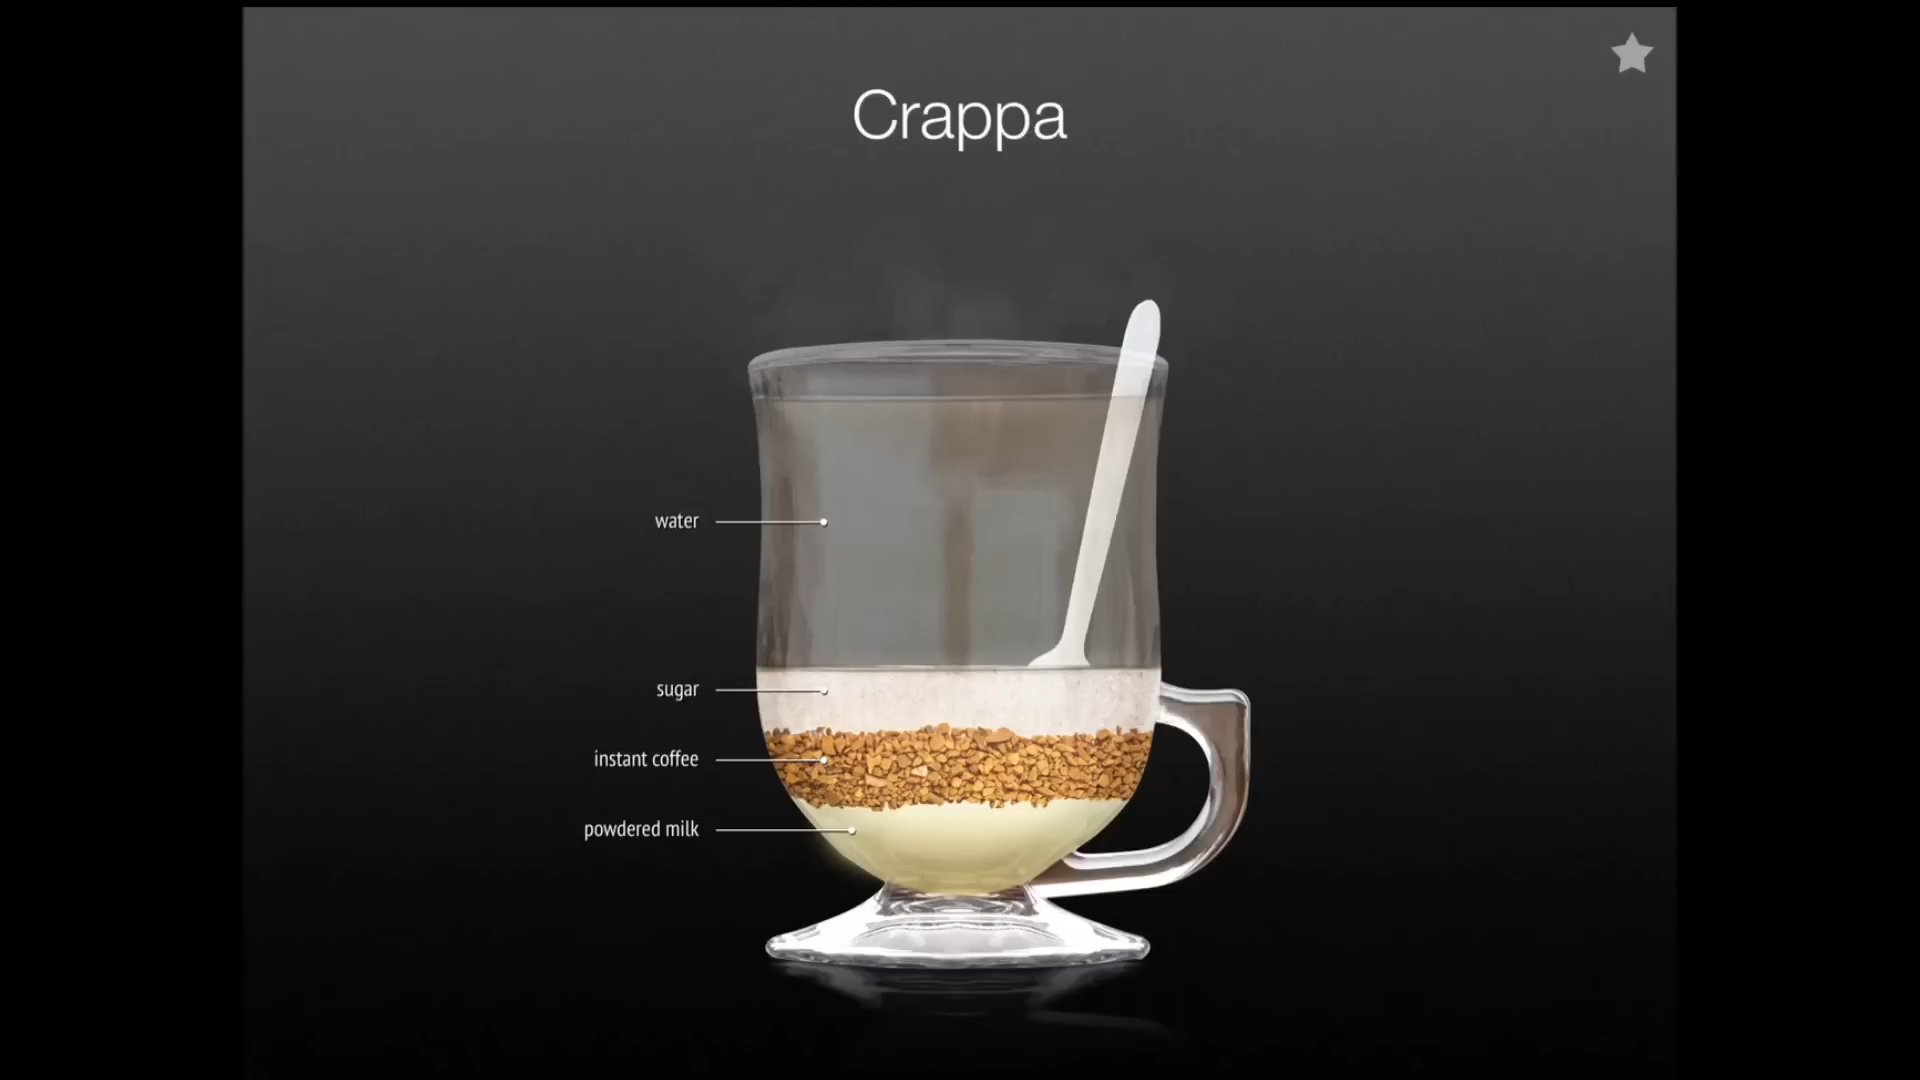 Crappa
water
sugar
instant coffee
powdered milk